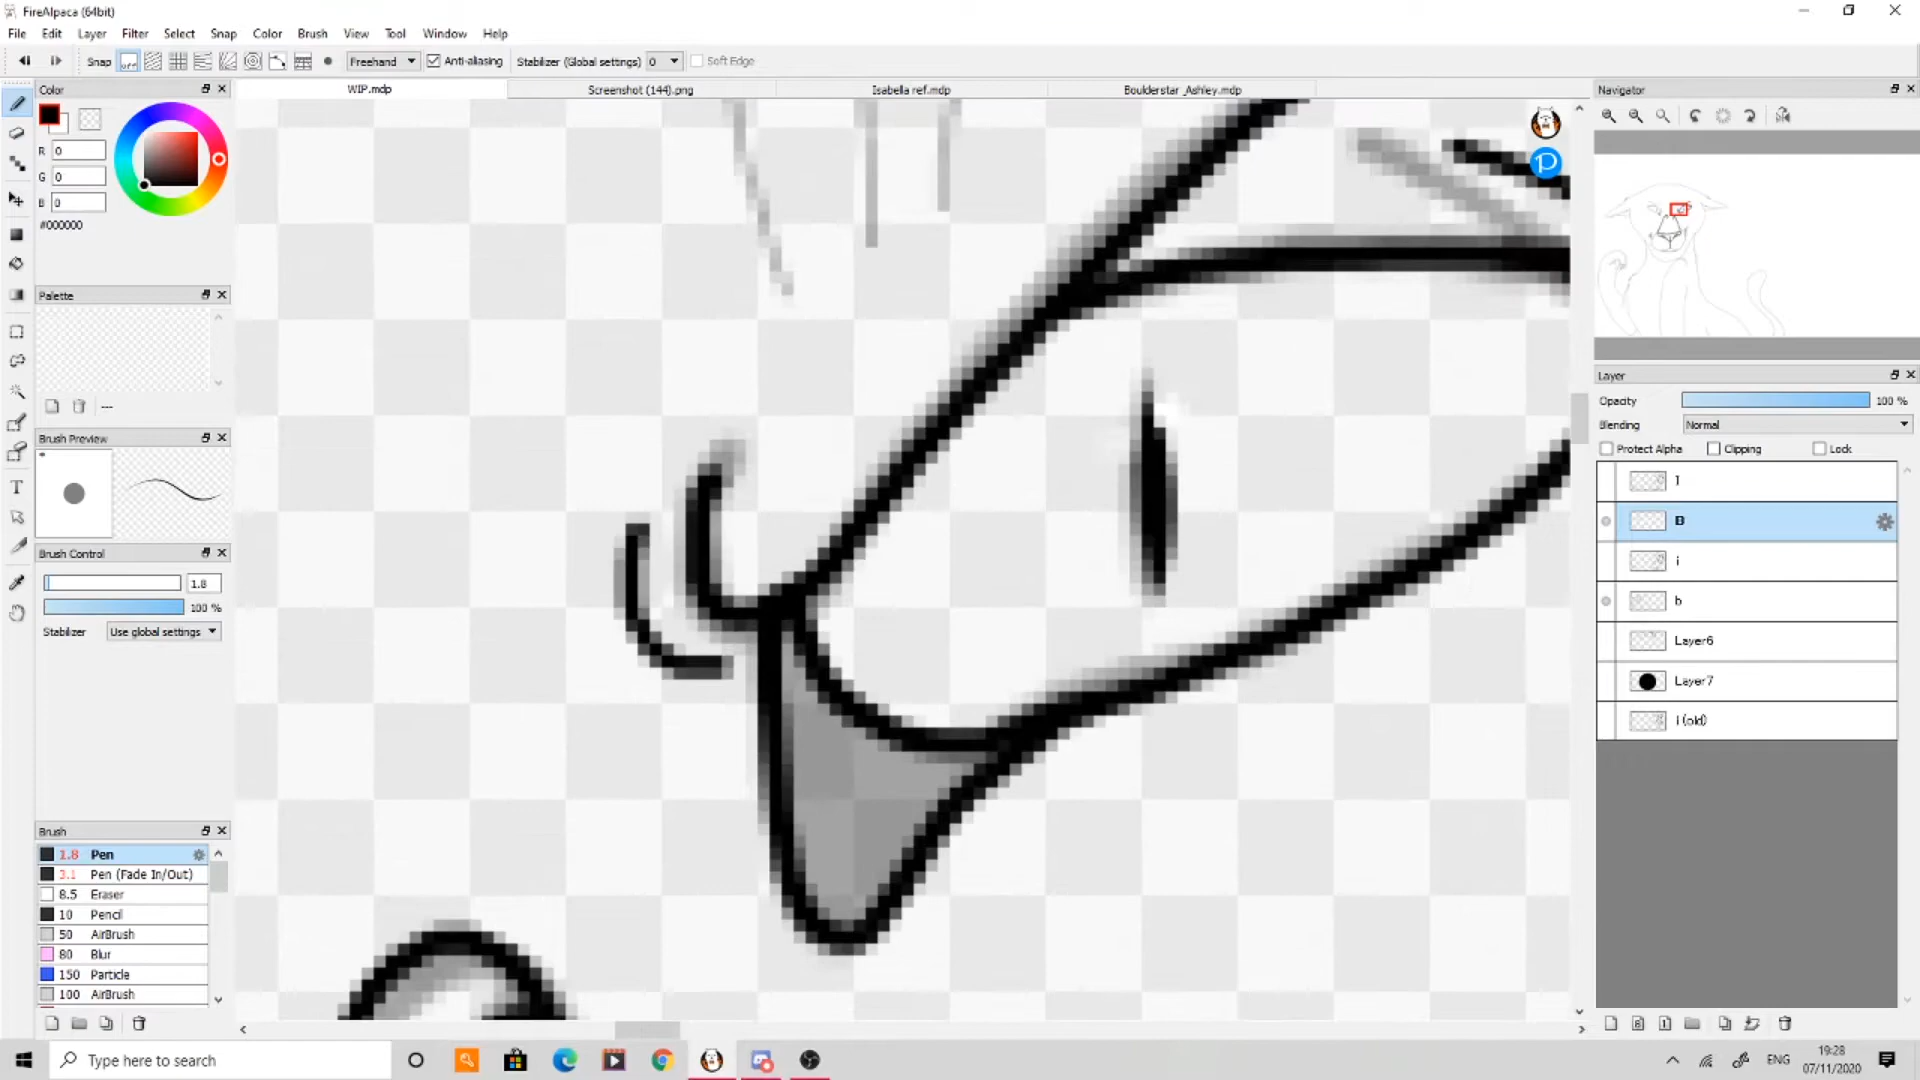 FireAlpaca (64bit)
File Edit Layer Filter Select Snap Color Brush View Tool Window Help
Snap off Freehand Anti-aliasing Stabilizer (Global settings) 0 Soft Edge
Color
WIP.mdp Screenshot (144).png Isabella ref.mdp Boulderstar_Ashley.mdp
Navigator
R 0
G 0
B 0
#000000
Palette
---
Brush Preview
Brush Control
1.8
100 %
Stabilizer Use global settings
Brush
1.8 Pen
3.1 Pen (Fade In/Out)
8.5 Eraser
10 Pencil
50 AirBrush
80 Blur
150 Particle
100 AirBrush
Layer
Opacity 100 %
Blending Normal
Protect Alpha Clipping Lock
I
B
i
b
Layer6
Layer7
i (old)
Type here to search
ENG
19:28
07/11/2020